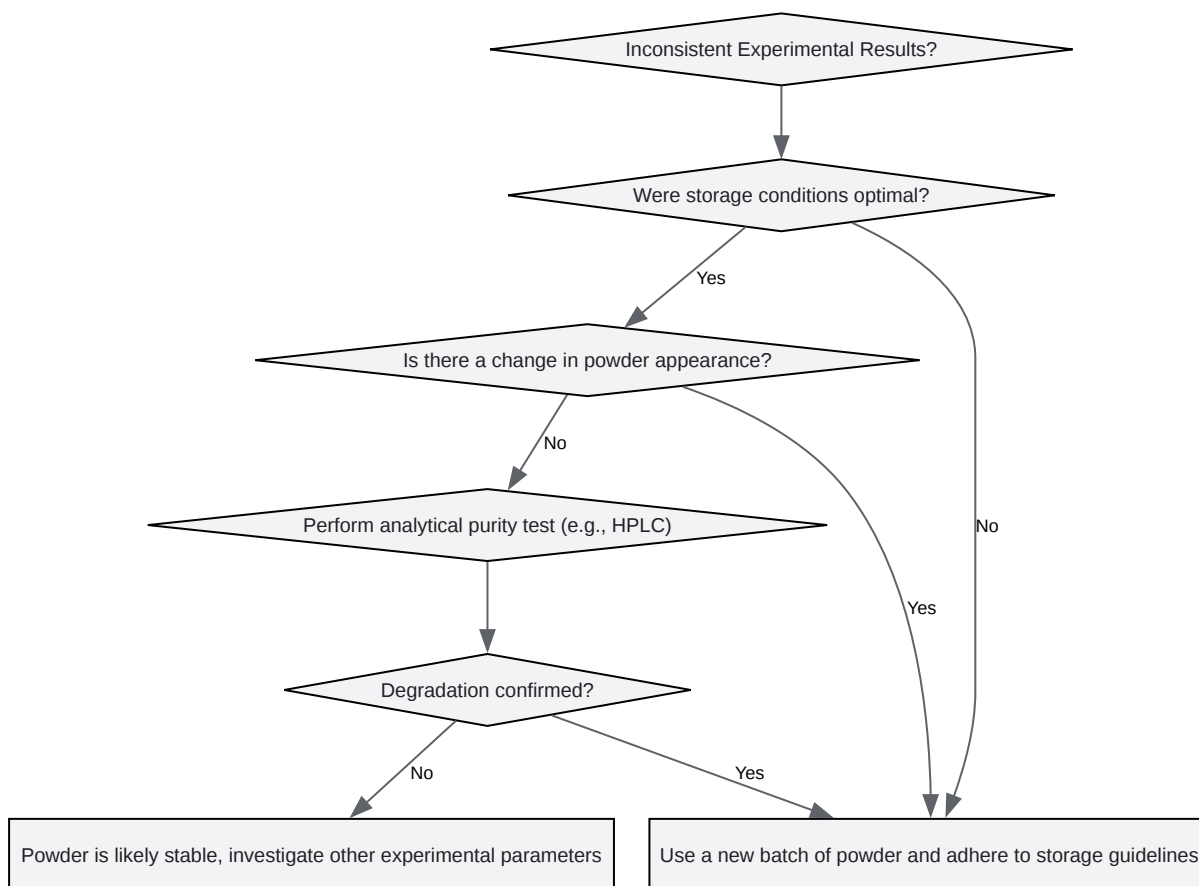 Inconsistent Experimental Results?
Were storage conditions optimal?
Yes
Is there a change in powder appearance?
No
Perform analytical purity test (e.g., HPLC)
No
Yes
Degradation confirmed?
No
Yes
Powder is likely stable, investigate other experimental parameters
Use a new batch of powder and adhere to storage guidelines